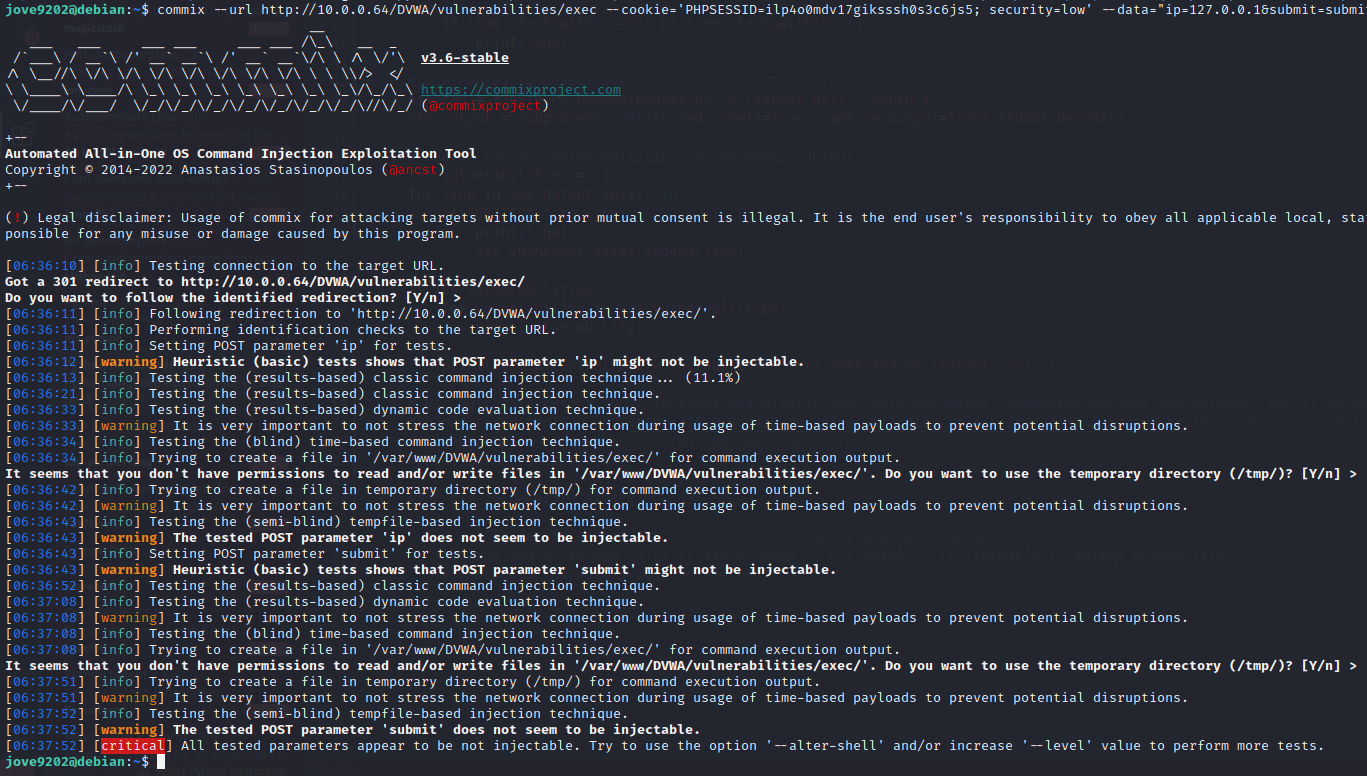 jove9202@debian:~$ commix --url http://10.0.0.64/DVWA/vulnerabilities/exec --cookie='PHPSESSID=ilp4o0mdv17giksssh0s3c6js5; security=low' --data="ip=127.0.0.1&submit=submi
v3.6-stable
https://commixproject.com
(@commixproject)
+--
Automated All-in-One OS Command Injection Exploitation Tool
Copyright © 2014-2022 Anastasios Stasinopoulos (@ancst)
+--
(!) Legal disclaimer: Usage of commix for attacking targets without prior mutual consent is illegal. It is the end user's responsibility to obey all applicable local, sta
ponsible for any misuse or damage caused by this program.
[06:36:10] [info] Testing connection to the target URL.
Got a 301 redirect to http://10.0.0.64/DVWA/vulnerabilities/exec/
Do you want to follow the identified redirection? [Y/n] >
[06:36:11] [info] Following redirection to 'http://10.0.0.64/DVWA/vulnerabilities/exec/'.
[06:36:11] [info] Performing identification checks to the target URL.
[06:36:11] [info] Setting POST parameter 'ip' for tests.
[06:36:12] [warning] Heuristic (basic) tests shows that POST parameter 'ip' might not be injectable.
[06:36:13] [info] Testing the (results-based) classic command injection technique... (11.1%)
[06:36:21] [info] Testing the (results-based) classic command injection technique.
[06:36:33] [info] Testing the (results-based) dynamic code evaluation technique.
[06:36:33] [warning] It is very important to not stress the network connection during usage of time-based payloads to prevent potential disruptions.
[06:36:34] [info] Testing the (blind) time-based command injection technique.
[06:36:34] [info] Trying to create a file in '/var/www/DVWA/vulnerabilities/exec/' for command execution output.
It seems that you don't have permissions to read and/or write files in '/var/www/DVWA/vulnerabilities/exec/'. Do you want to use the temporary directory (/tmp/)? [Y/n] >
[06:36:42] [info] Trying to create a file in temporary directory (/tmp/) for command execution output.
[06:36:42] [warning] It is very important to not stress the network connection during usage of time-based payloads to prevent potential disruptions.
[06:36:43] [info] Testing the (semi-blind) tempfile-based injection technique.
[06:36:43] [warning] The tested POST parameter 'ip' does not seem to be injectable.
[06:36:43] [info] Setting POST parameter 'submit' for tests.
[06:36:43] [warning] Heuristic (basic) tests shows that POST parameter 'submit' might not be injectable.
[06:36:52] [info] Testing the (results-based) classic command injection technique.
[06:37:08] [info] Testing the (results-based) dynamic code evaluation technique.
[06:37:08] [warning] It is very important to not stress the network connection during usage of time-based payloads to prevent potential disruptions.
[06:37:08] [info] Testing the (blind) time-based command injection technique.
[06:37:08] [info] Trying to create a file in '/var/www/DVWA/vulnerabilities/exec/' for command execution output.
It seems that you don't have permissions to read and/or write files in '/var/www/DVWA/vulnerabilities/exec/'. Do you want to use the temporary directory (/tmp/)? [Y/n] >
[06:37:51] [info] Trying to create a file in temporary directory (/tmp/) for command execution output.
[06:37:51] [warning] It is very important to not stress the network connection during usage of time-based payloads to prevent potential disruptions.
[06:37:52] [info] Testing the (semi-blind) tempfile-based injection technique.
[06:37:52] [warning] The tested POST parameter 'submit' does not seem to be injectable.
[06:37:52] [critical] All tested parameters appear to be not injectable. Try to use the option '--alter-shell' and/or increase '--level' value to perform more tests.
jove9202@debian:~$